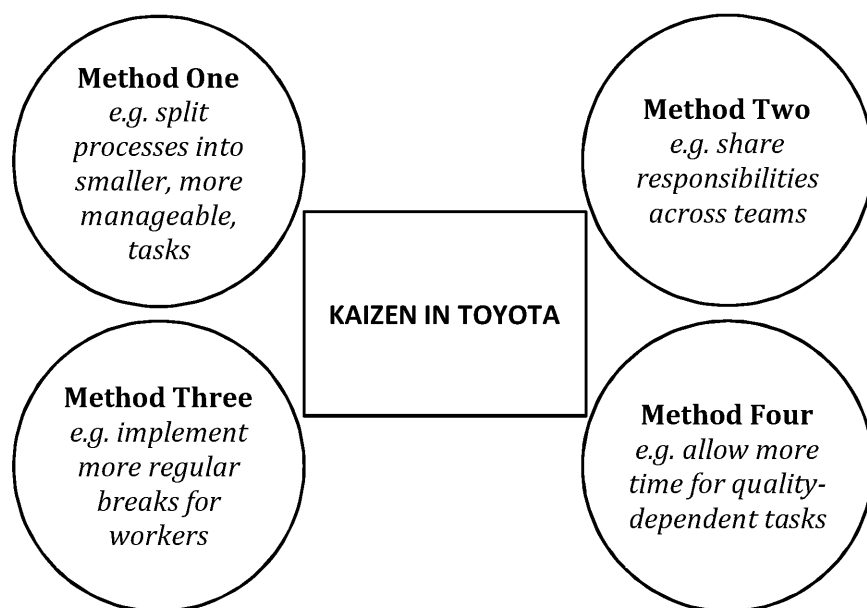 Method One
e.g. split
processes into
smaller, more
manageable,
tasks
Method Two
e.g. share
responsibilities
across teams
KAIZEN IN TOYOTA
Method Three
e.g. implement
more regular
breaks for
workers
Method Four
e.g. allow more
time for quality-
dependent tasks